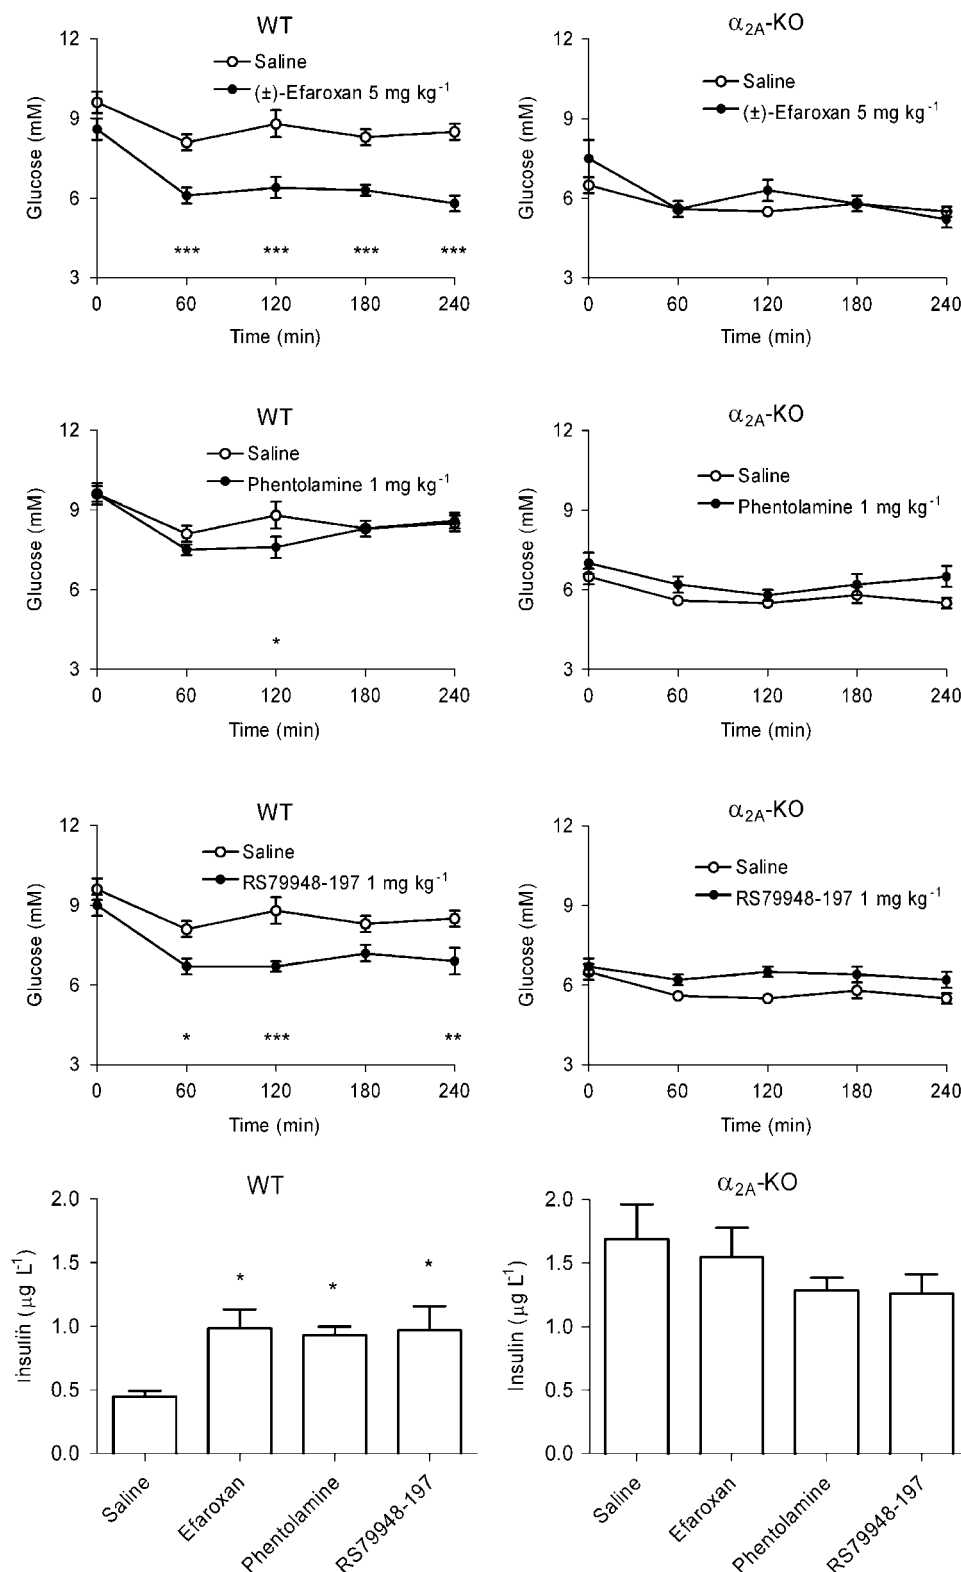 WT
12
9
6
3
Glucose (mM)
Saline
(±)-Efaroxan 5 mg kg⁻¹
*** *** *** ***
0 60 120 180 240
Time (min)
α2A-KO
12
9
6
3
Glucose (mM)
Saline
(±)-Efaroxan 5 mg kg⁻¹
0 60 120 180 240
Time (min)
WT
12
9
6
3
Glucose (mM)
Saline
Phentolamine 1 mg kg⁻¹
*
0 60 120 180 240
Time (min)
α2A-KO
12
9
6
3
Glucose (mM)
Saline
Phentolamine 1 mg kg⁻¹
0 60 120 180 240
Time (min)
WT
12
9
6
3
Glucose (mM)
Saline
RS79948-197 1 mg kg⁻¹
* *** **
0 60 120 180 240
Time (min)
α2A-KO
12
9
6
3
Glucose (mM)
Saline
RS79948-197 1 mg kg⁻¹
0 60 120 180 240
Time (min)
WT
2.0
1.5
1.0
0.5
0.0
Insulin (μg L⁻¹)
* * *
Saline
Efaroxan
Phentolamine
RS79948-197
α2A-KO
2.0
1.5
1.0
0.5
0.0
Insulin (μg L⁻¹)
Saline
Efaroxan
Phentolamine
RS79948-197